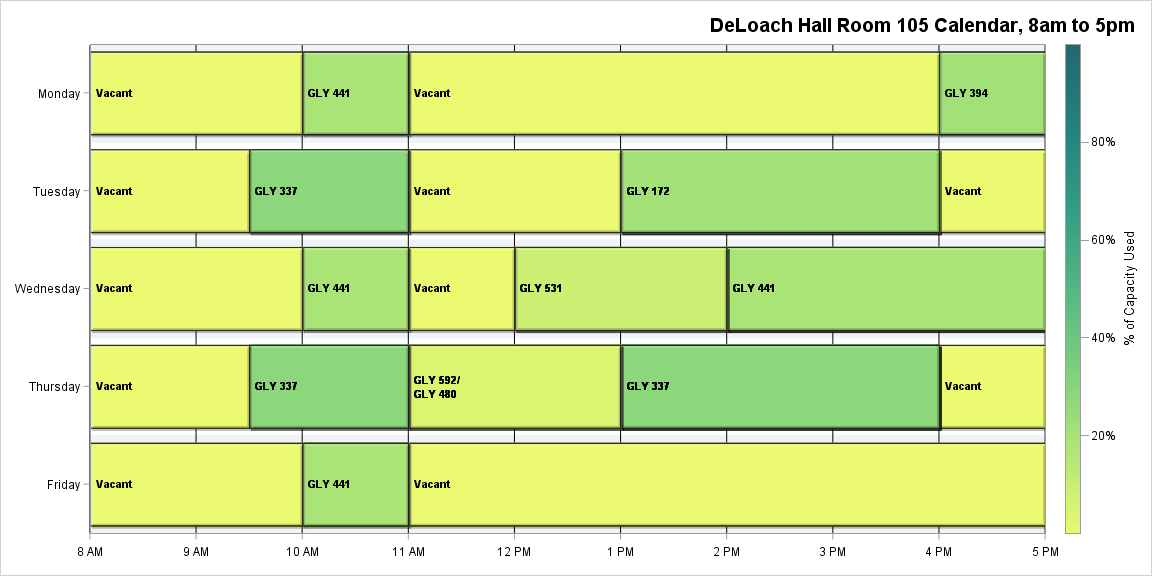 DeLoach Hall Room 105 Calendar, 8am to 5pm
Monday
Vacant
GLY 441
Vacant
GLY 394
Tuesday
Vacant
GLY 337
Vacant
GLY 172
Vacant
Wednesday
Vacant
GLY 441
Vacant
GLY 531
GLY 441
Thursday
Vacant
GLY 337
GLY 592/
GLY 480
GLY 337
Vacant
Friday
Vacant
GLY 441
Vacant
8 AM
9 AM
10 AM
11 AM
12 PM
1 PM
2 PM
3 PM
4 PM
5 PM
80%
60%
40%
20%
% of Capacity Used